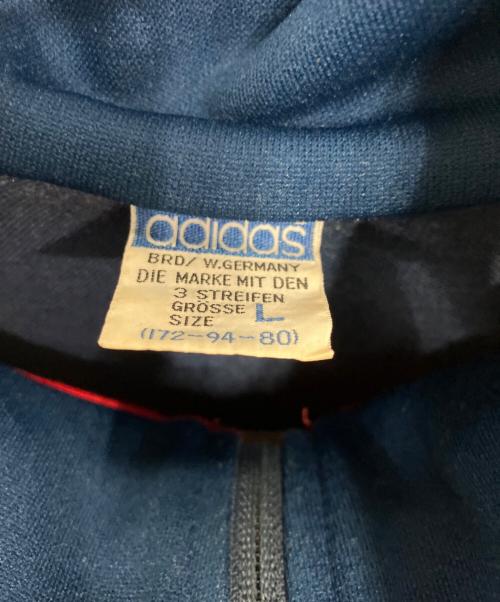 adidas
BRD/ W.GERMANY
DIE MARKE MIT DEN
3 STREIFEN
GRÖSSE L
SIZE
(172-94-80)